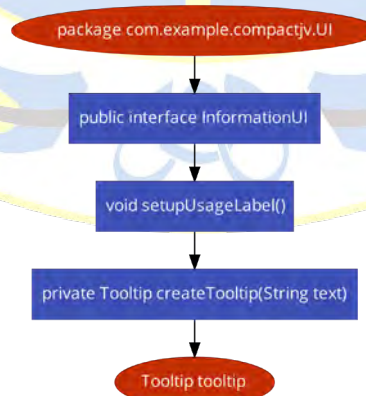 package com.example.compactjv.UI
public interface InformationUI
void setupUsageLabel()
private Tooltip createTooltip(String text)
Tooltip tooltip